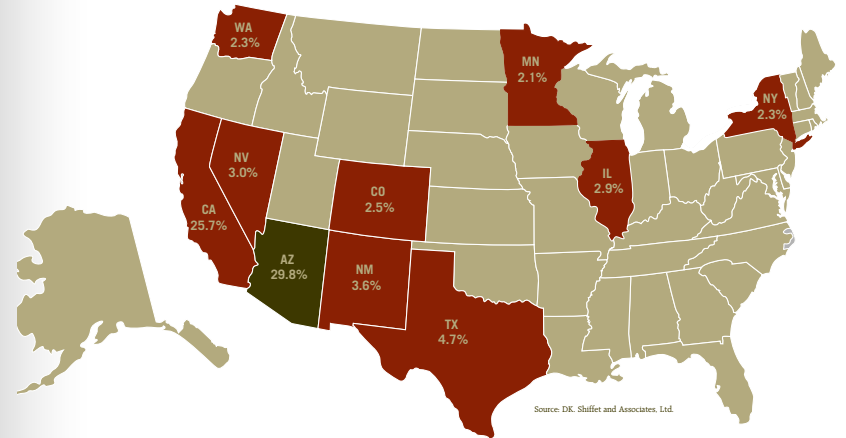 WA
2.3%
MN
2.1%
NY
2.3%
NV
3.0%
IL
2.9%
CO
2.5%
CA
25.7%
AZ
29.8%
NM
3.6%
TX
4.7%
Source: DK. Shiffet and Associates, Ltd.